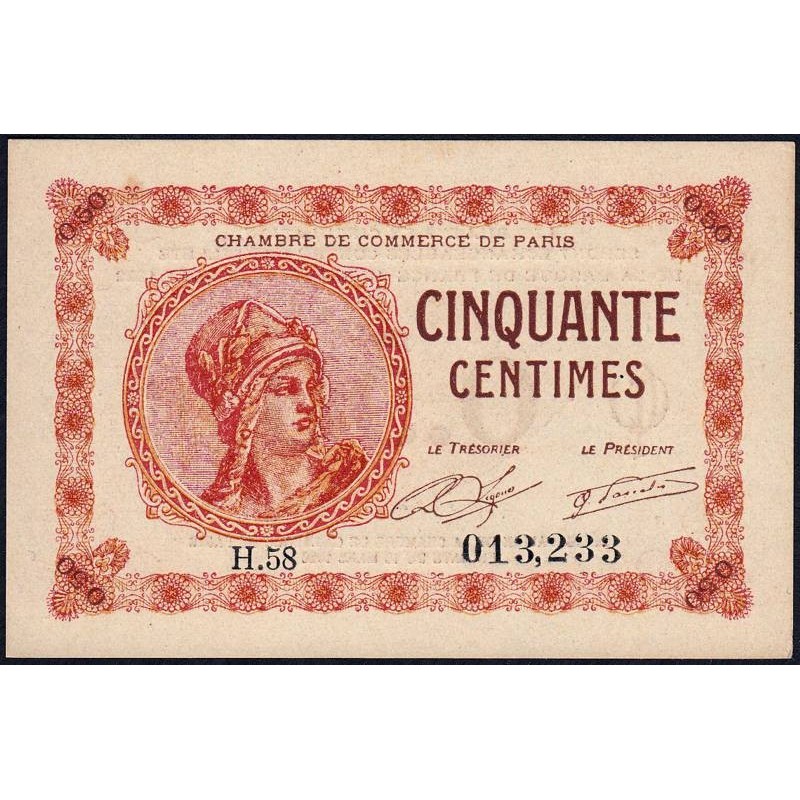 0,50 0,50
CHAMBRE DE COMMERCE DE PARIS
CINQUANTE
CENTIMES
LE TRÉSORIER LE PRÉSIDENT
H.58 013,233
0,50 0,50